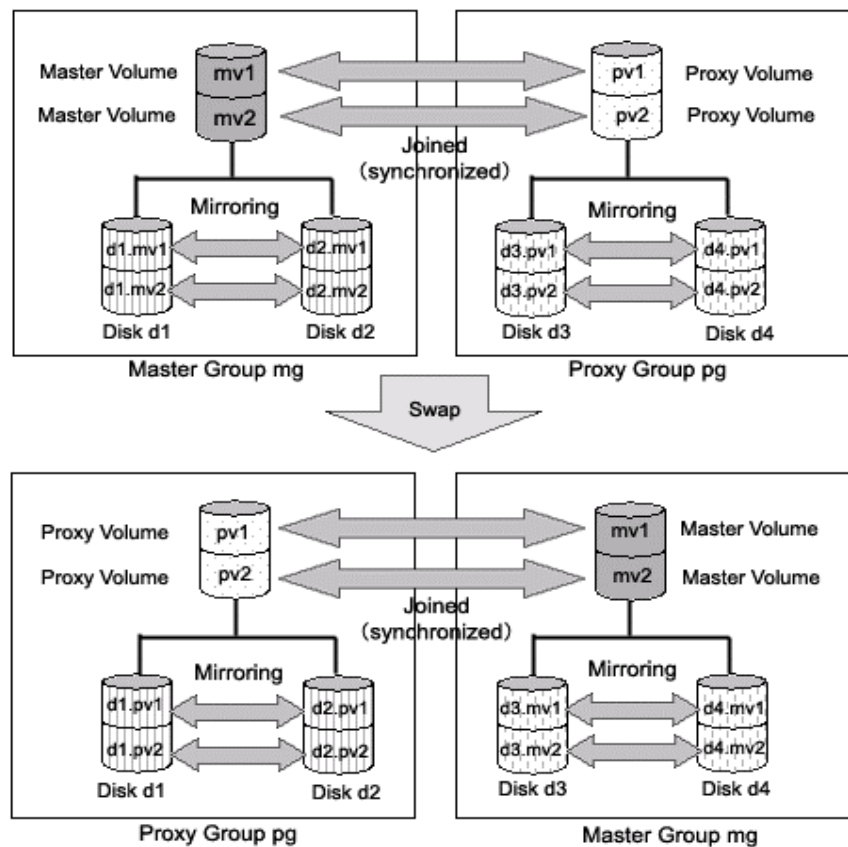 Master Volume mv1 pv1 Proxy Volume
Master Volume mv2 pv2 Proxy Volume
Joined
(synchronized)
Mirroring Mirroring
d1.mv1 d2.mv1 d3.pv1 d4.pv1
d1.mv2 d2.mv2 d3.pv2 d4.pv2
Disk d1 Disk d2 Disk d3 Disk d4
Master Group mg Proxy Group pg
Swap
Proxy Volume pv1 mv1 Master Volume
Proxy Volume pv2 mv2 Master Volume
Joined
(synchronized)
Mirroring Mirroring
d1.pv1 d2.pv1 d3.mv1 d4.mv1
d1.pv2 d2.pv2 d3.mv2 d4.mv2
Disk d1 Disk d2 Disk d3 Disk d4
Proxy Group pg Master Group mg